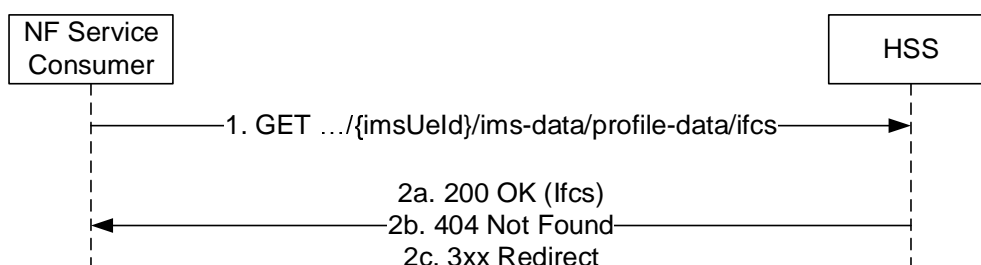 NF Service
Consumer
HSS
1. GET …/{imsUeId}/ims-data/profile-data/ifcs
2a. 200 OK (Ifcs)
2b. 404 Not Found
2c. 3xx Redirect